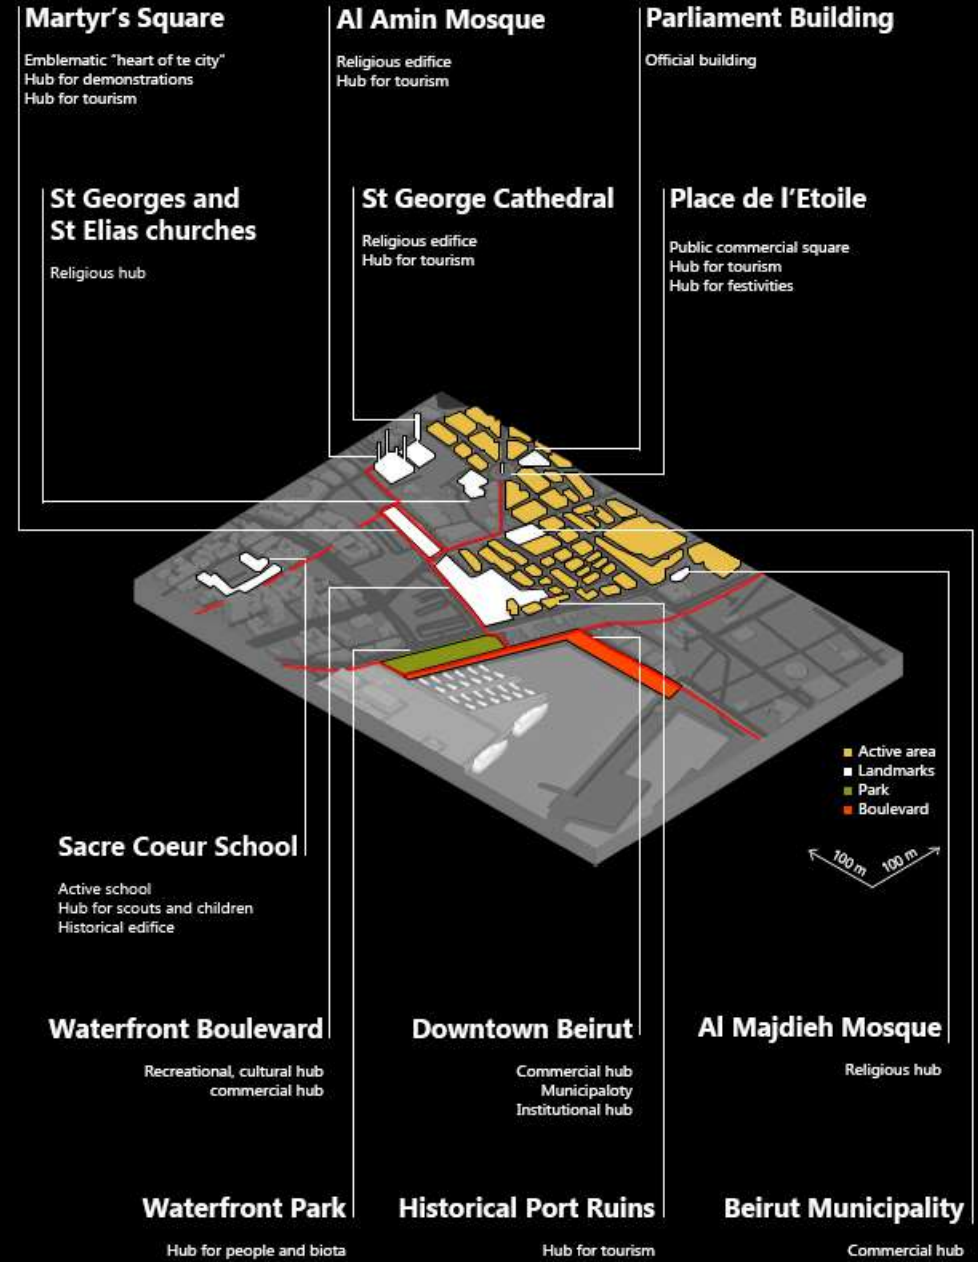 Martyr's Square
Emblematic "heart of te city"
Hub for demonstrations
Hub for tourism
Al Amin Mosque
Religious edifice
Hub for tourism
Parliament Building
Official building
St Georges and
St Elias churches
Religious hub
St George Cathedral
Religious edifice
Hub for tourism
Place de l'Etoile
Public commercial square
Hub for tourism
Hub for festivities
Active area
Landmarks
Park
Boulevard
100 m
100 m
Sacre Coeur School
Active school
Hub for scouts and children
Historical edifice
Waterfront Boulevard
Recreational, cultural hub
commercial hub
Downtown Beirut
Commercial hub
Municipaloty
Institutional hub
Al Majdieh Mosque
Religious hub
Waterfront Park
Hub for people and biota
Historical Port Ruins
Hub for tourism
Beirut Municipality
Commercial hub